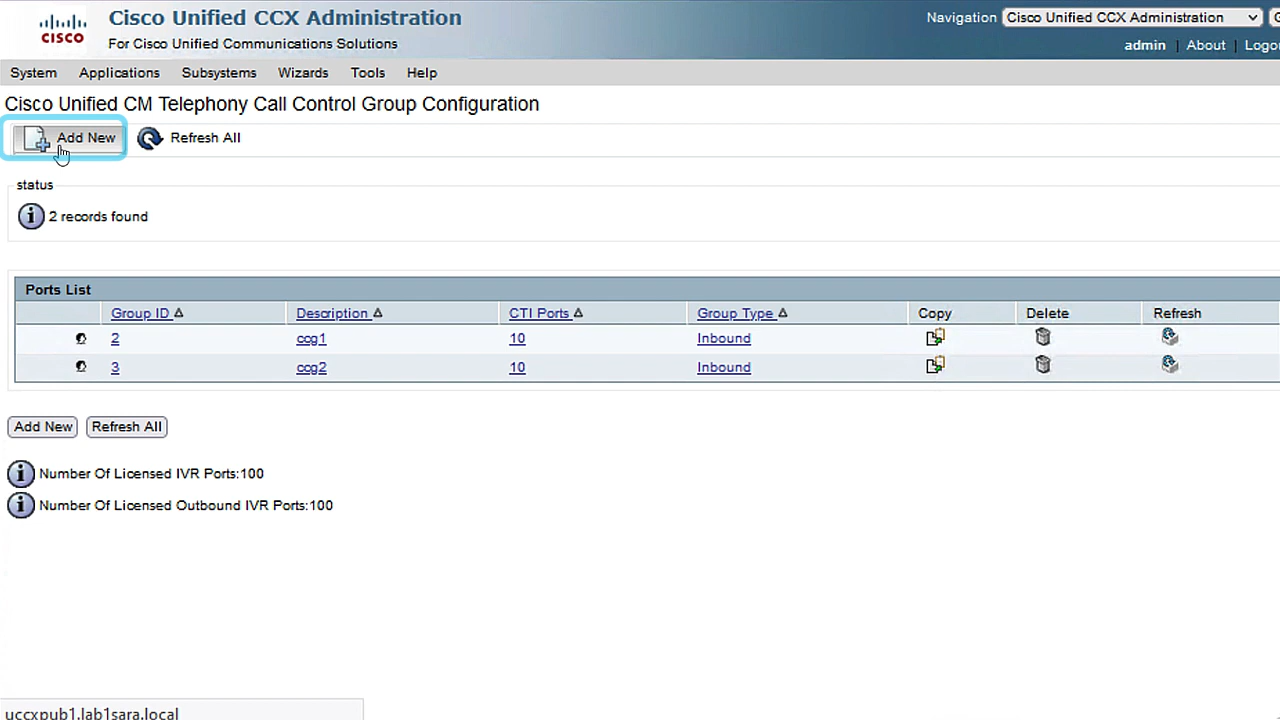 CISCO
Cisco Unified CCX Administration
For Cisco Unified Communications Solutions
Navigation Cisco Unified CCX Administration
admin | About | Logo
System Applications Subsystems Wizards Tools Help
Cisco Unified CM Telephony Call Control Group Configuration
Add New Refresh All
status
2 records found
Ports List
Group ID Description CTI Ports Group Type Copy Delete Refresh
2 ccg1 10 Inbound
3 ccg2 10 Inbound
Add New Refresh All
Number Of Licensed IVR Ports:100
Number Of Licensed Outbound IVR Ports:100
uccxpub1.lab1sara.local